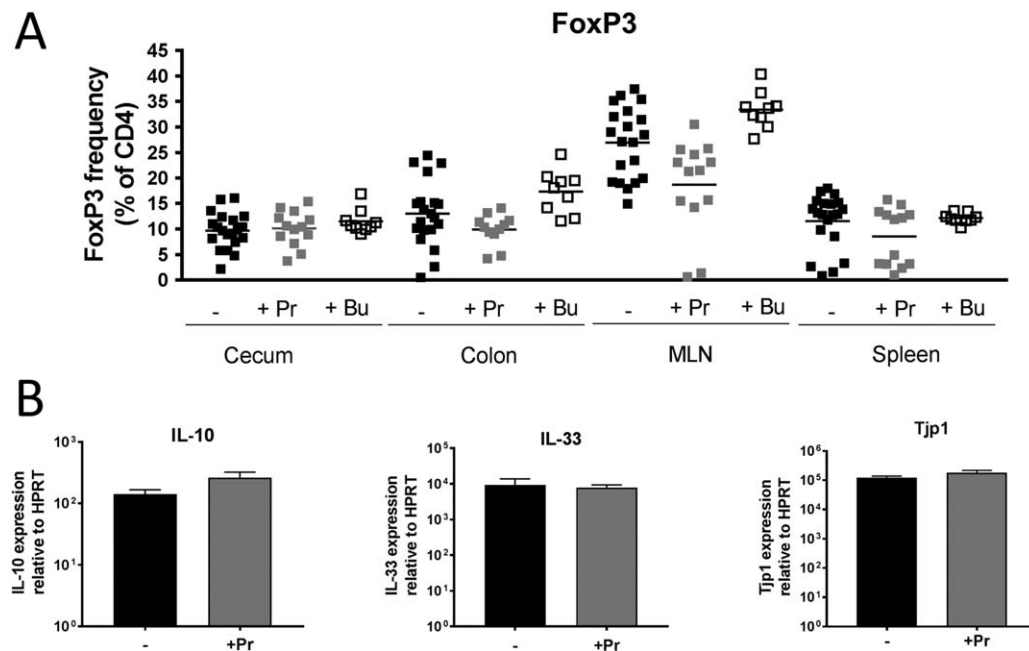 A
FoxP3
FoxP3 frequency
(% of CD4)
45
40
35
30
25
20
15
10
5
0
- + Pr + Bu - + Pr + Bu - + Pr + Bu - + Pr + Bu
Cecum Colon MLN Spleen
B
IL-10
IL-10 expression
relative to HPRT
10³
10²
10¹
10⁰
- +Pr
IL-33
IL-33 expression
relative to HPRT
10⁵
10⁴
10³
10²
10¹
10⁰
- +Pr
Tjp1
Tjp1 expression
relative to HPRT
10⁶
10⁵
10⁴
10³
10²
10¹
10⁰
- +Pr